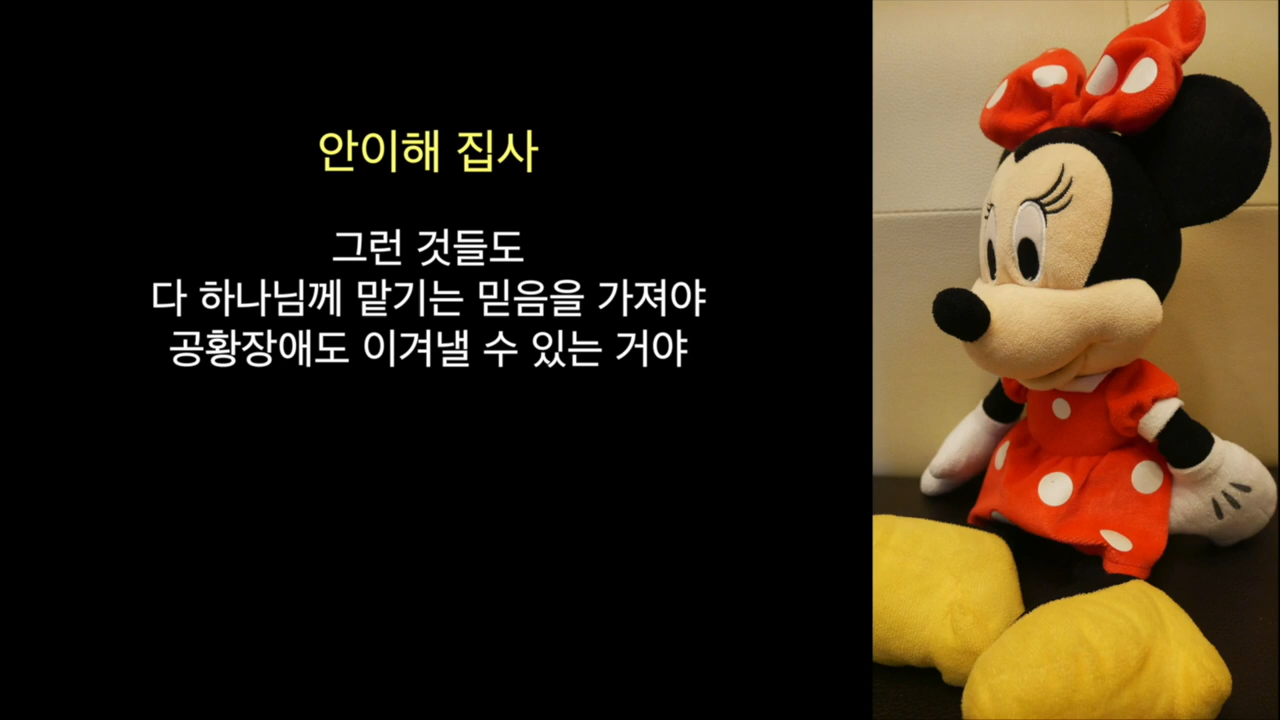 안이해 집사
그런 것들도
다 하나님께 맡기는 믿음을 가져야
공황장애도 이겨낼 수 있는 거야